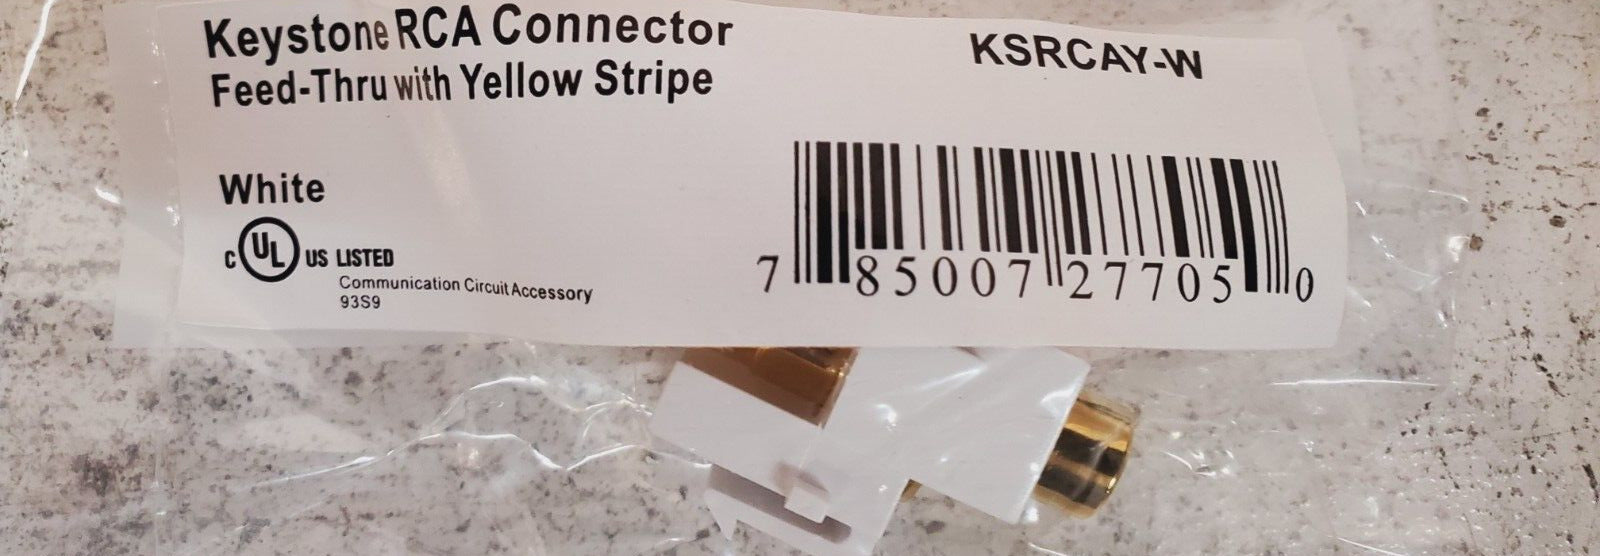 Keystone RCA Connector
KSRCAY-W
Feed-Thru with Yellow Stripe
White
C UL US LISTED
Communication Circuit Accessory
93S9
7 85007 27705 0